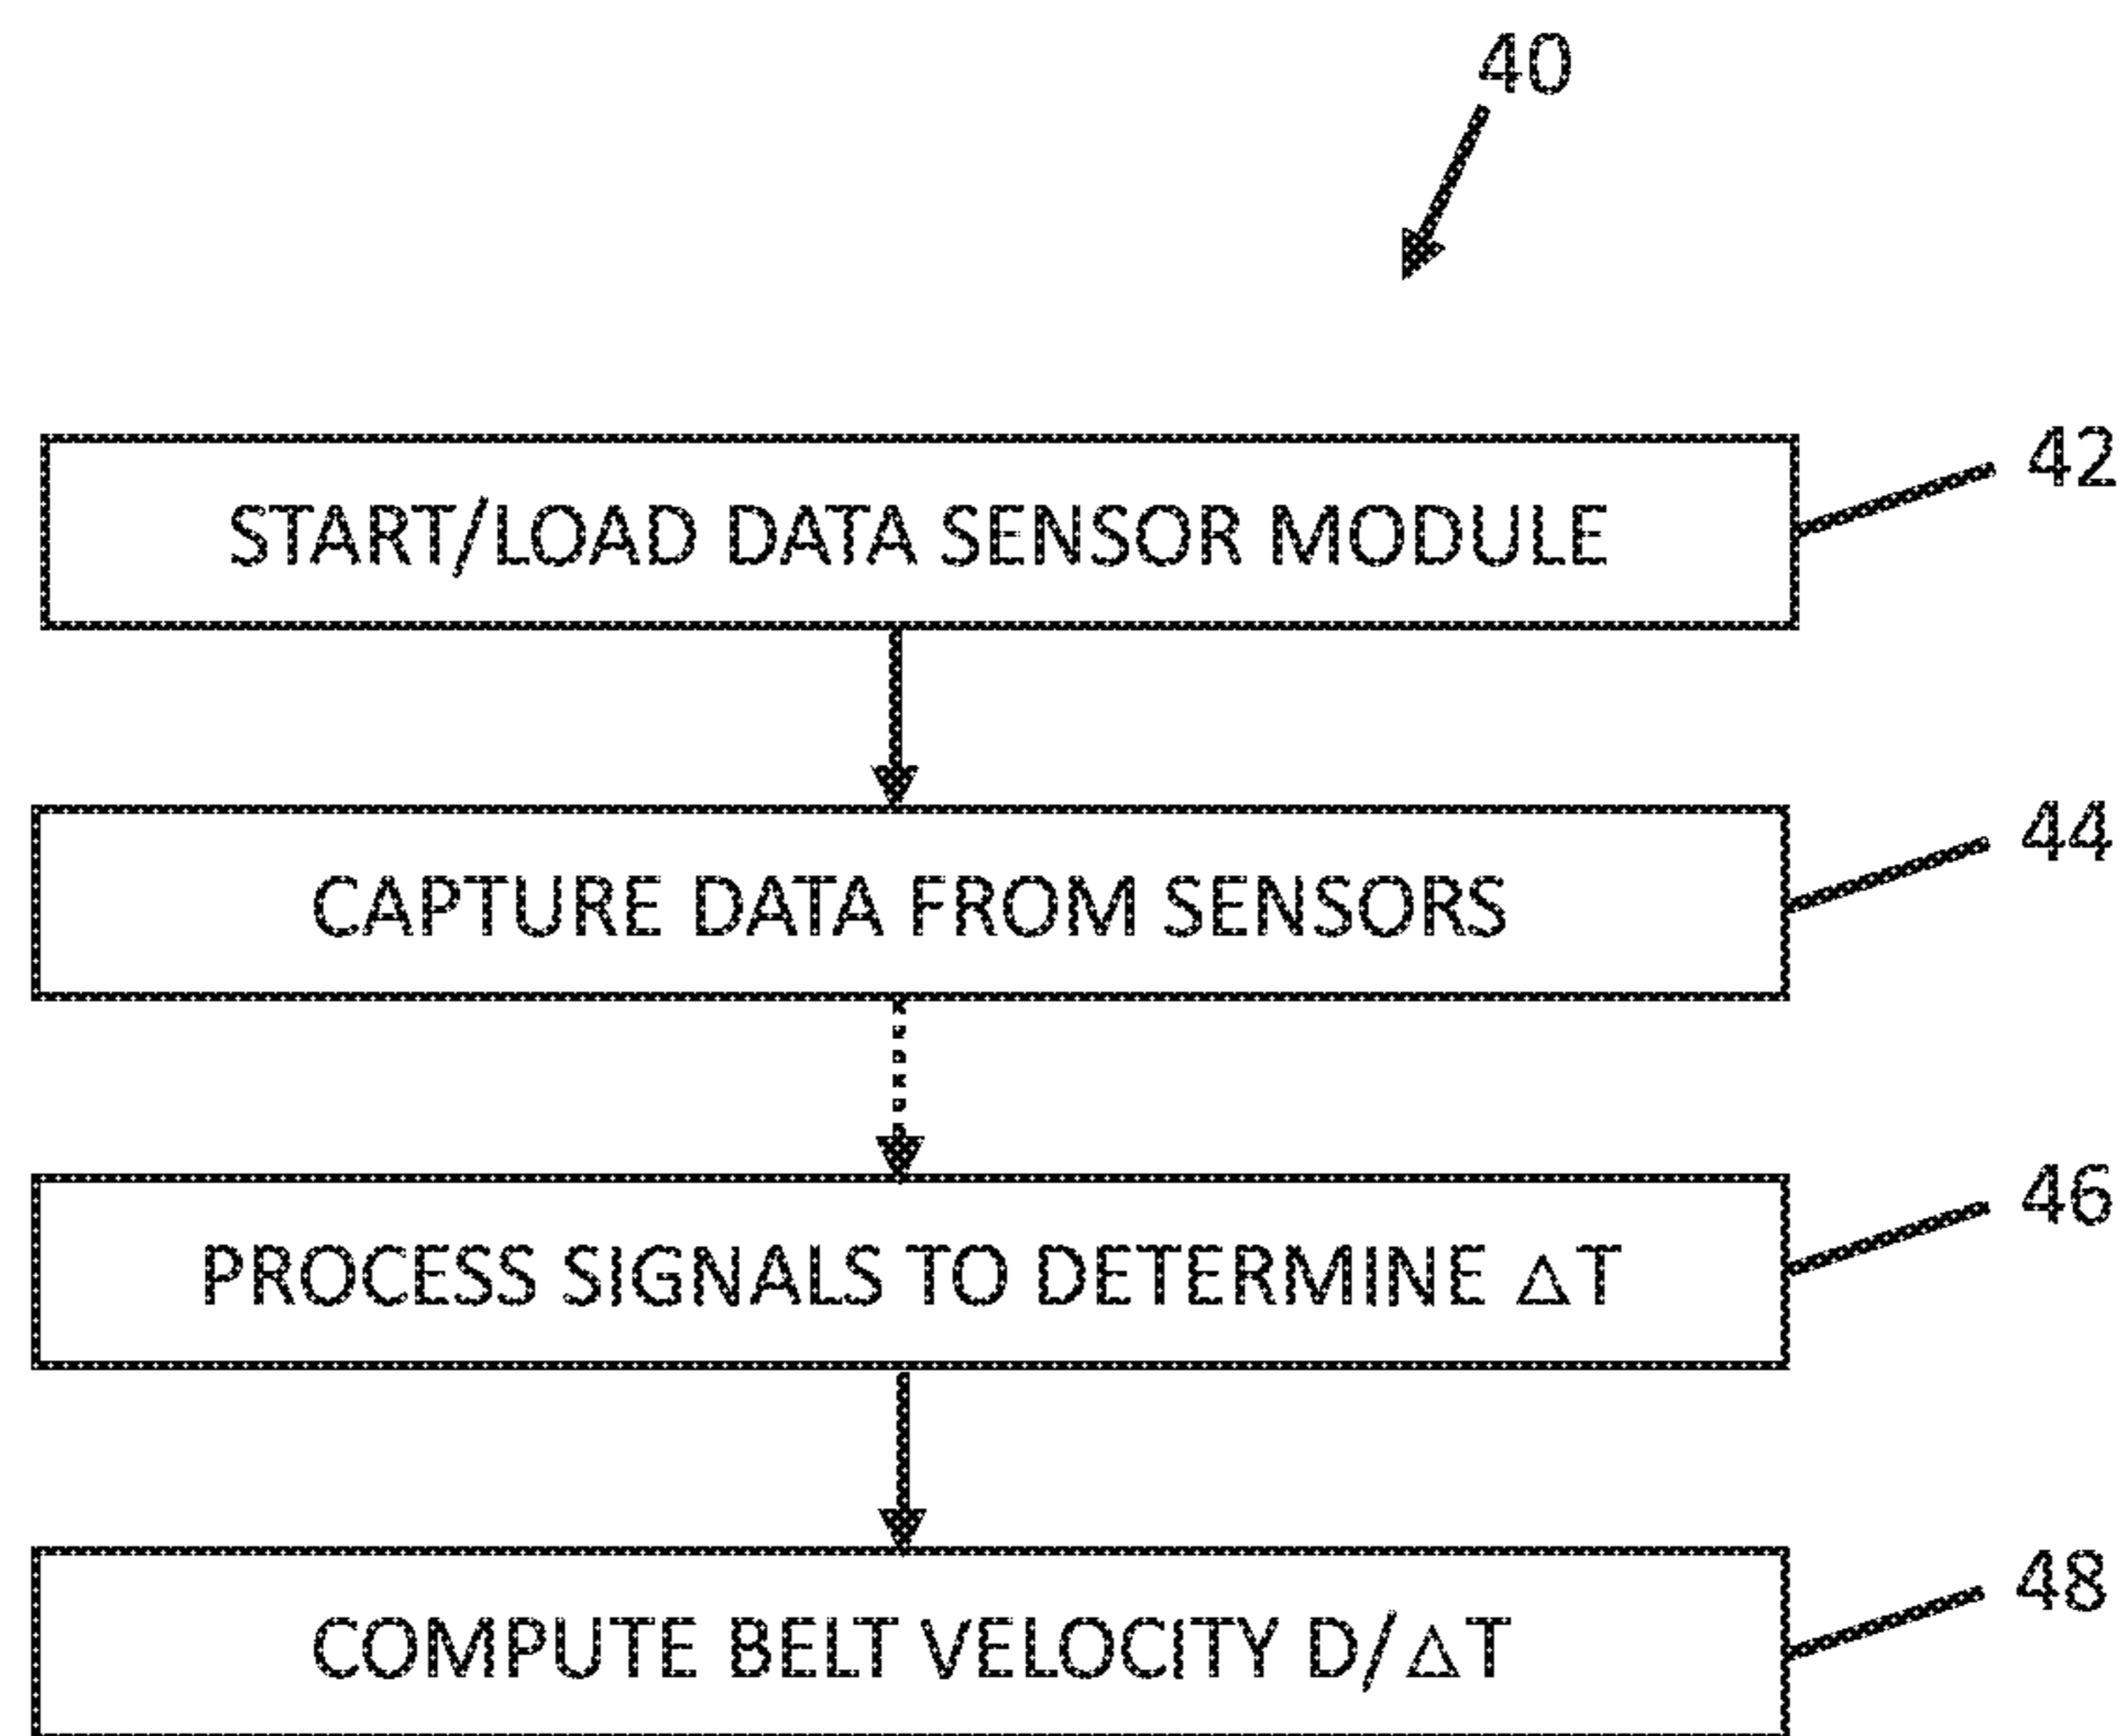 40
START/LOAD DATA SENSOR MODULE
42
CAPTURE DATA FROM SENSORS
44
PROCESS SIGNALS TO DETERMINE ΔT
46
COMPUTE BELT VELOCITY D/ΔT
48